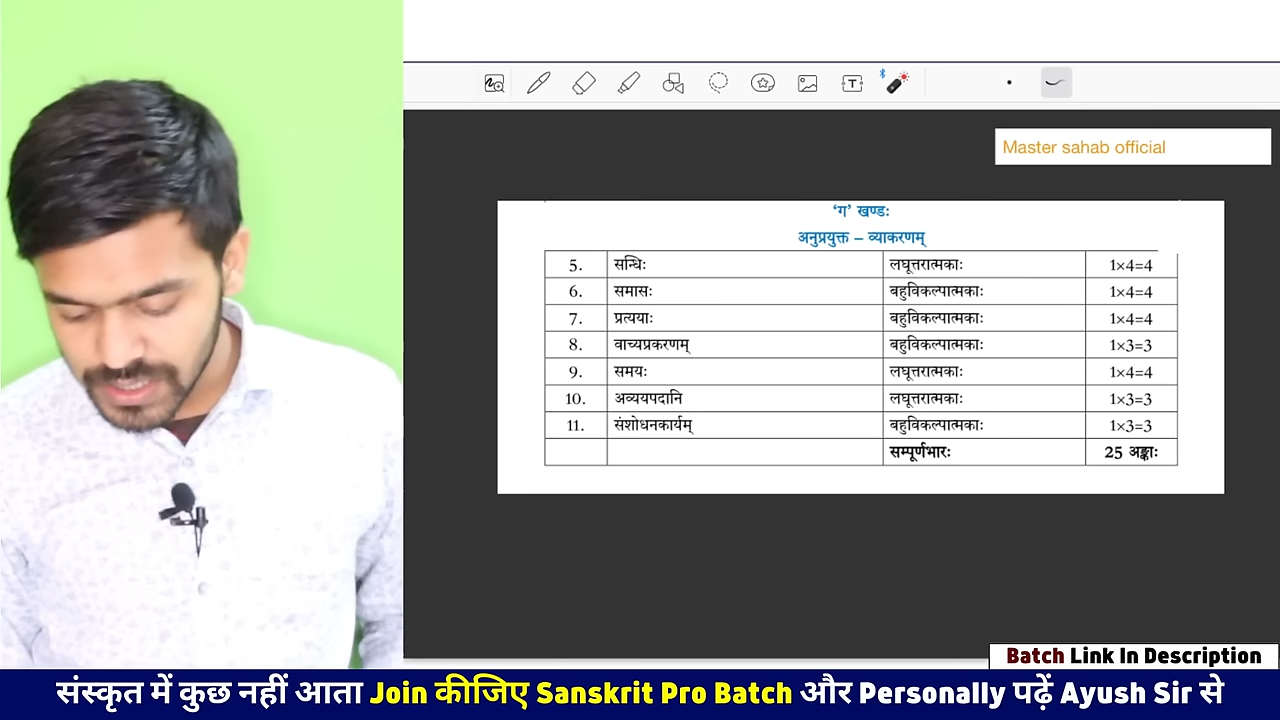 Master sahab official
‘ग’ खण्डः
अनुप्रयुक्त – व्याकरणम्
5. सन्धिः लघूत्तरात्मकाः 1×4=4
6. समासः बहुविकल्पात्मकाः 1×4=4
7. प्रत्ययाः बहुविकल्पात्मकाः 1×4=4
8. वाच्यप्रकरणम् बहुविकल्पात्मकाः 1×3=3
9. समयः लघूत्तरात्मकाः 1×4=4
10. अव्ययपदानि लघूत्तरात्मकाः 1×3=3
11. संशोधनकार्यम् बहुविकल्पात्मकाः 1×3=3
सम्पूर्णभारः 25 अङ्काः
Batch Link In Description
संस्कृत में कुछ नहीं आता Join कीजिए Sanskrit Pro Batch और Personally पढ़ें Ayush Sir से